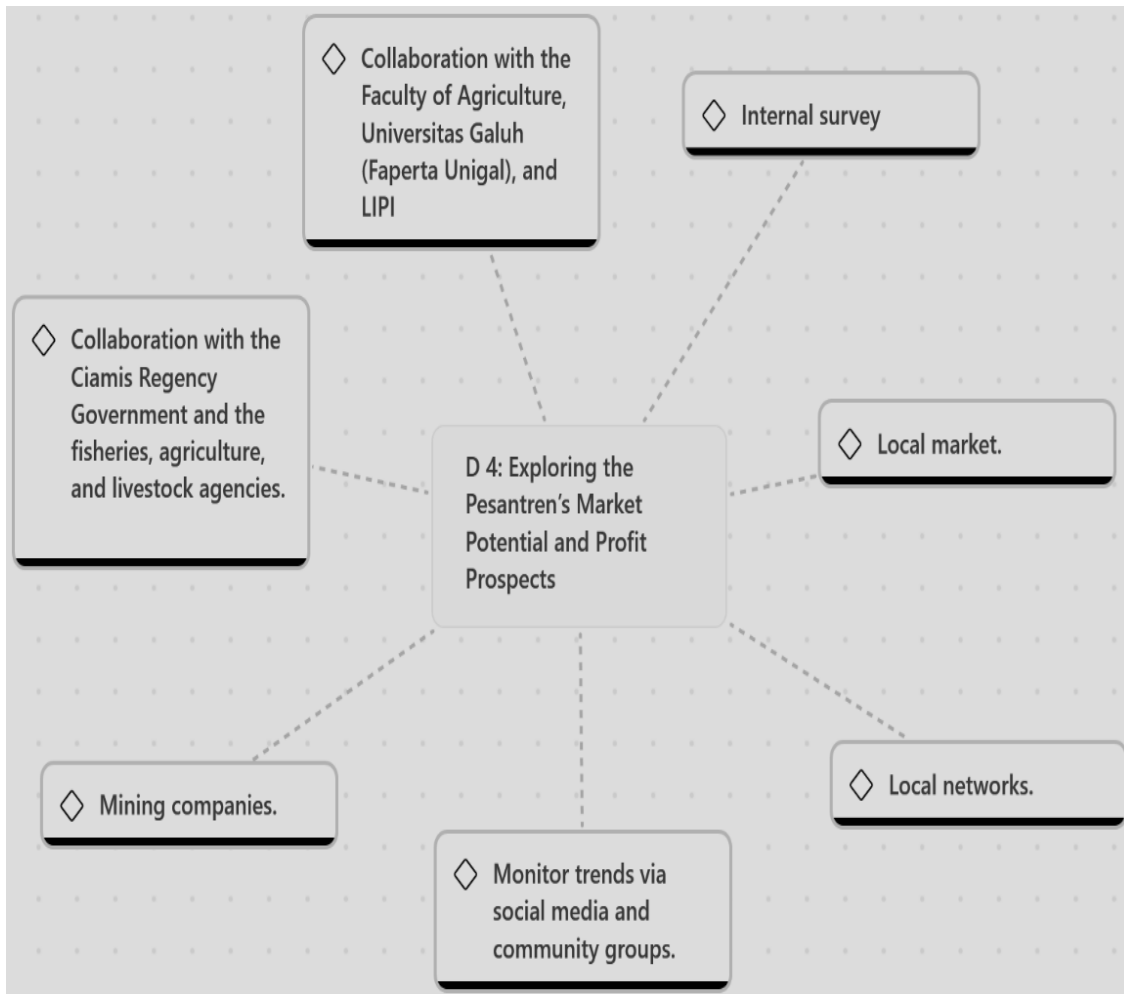 Collaboration with the
Faculty of Agriculture,
Universitas Galuh
(Faperta Unigal), and
LIPI
Internal survey
Collaboration with the
Ciamis Regency
Government and the
fisheries, agriculture,
and livestock agencies.
Local market.
D 4: Exploring the
Pesantren’s Market
Potential and Profit
Prospects
Mining companies.
Local networks.
Monitor trends via
social media and
community groups.